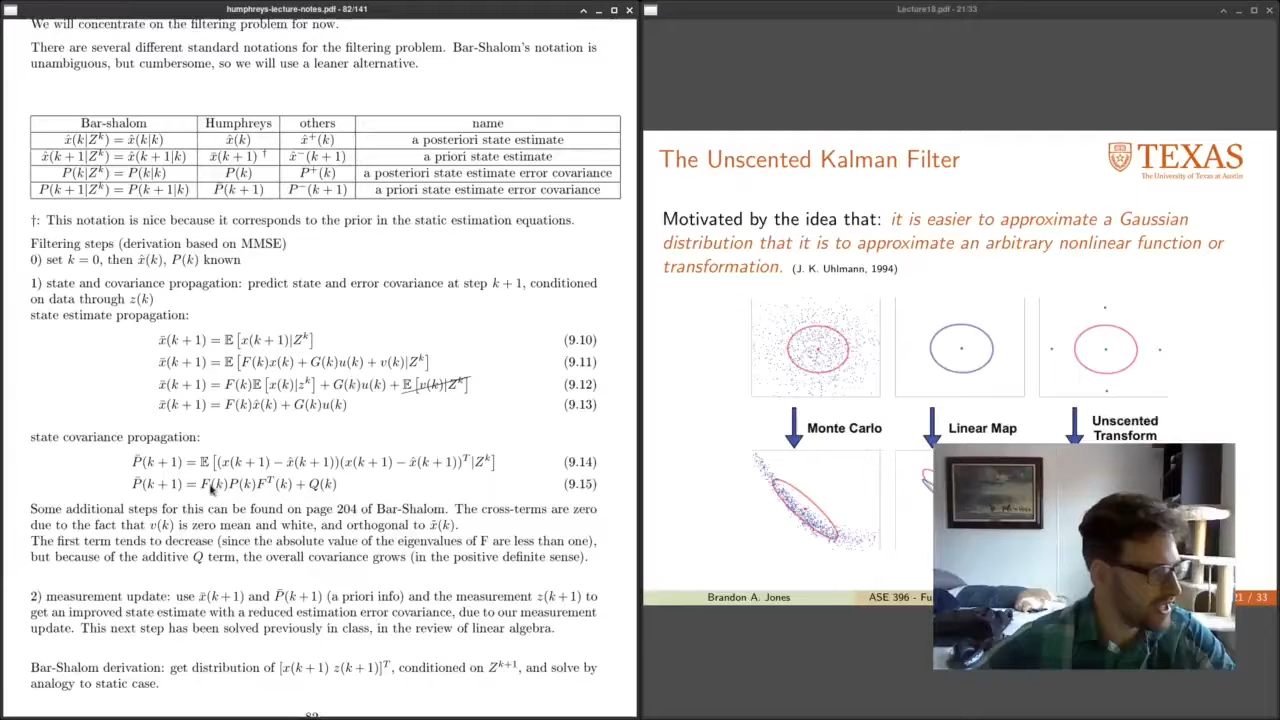 humphreys-lecture-notes.pdf - 82/141
We will concentrate on the filtering problem for now.
There are several different standard notations for the filtering problem. Bar-Shalom's notation is
unambiguous, but cumbersome, so we will use a leaner alternative.
Bar-shalom Humphreys others name
x̂(k|Z^k) = x̂(k|k) x̂(k) x̂⁺(k) a posteriori state estimate
x̂(k+1|Z^k) = x̂(k+1|k) x̄(k+1) † x̂⁻(k+1) a priori state estimate
P(k|Z^k) = P(k|k) P(k) P⁺(k) a posteriori state estimate error covariance
P(k+1|Z^k) = P(k+1|k) P̄(k+1) P⁻(k+1) a priori state estimate error covariance
†: This notation is nice because it corresponds to the prior in the static estimation equations.
Filtering steps (derivation based on MMSE)
0) set k = 0, then x̂(k), P(k) known
1) state and covariance propagation: predict state and error covariance at step k + 1, conditioned
on data through z(k)
state estimate propagation:
x̄(k + 1) = 𝔼 [x(k + 1)|Z^k] (9.10)
x̄(k + 1) = 𝔼 [F(k)x(k) + G(k)u(k) + v(k)|Z^k] (9.11)
x̄(k + 1) = F(k)𝔼 [x(k)|z^k] + G(k)u(k) + 𝔼 [v(k)|Z^k] (9.12)
x̄(k + 1) = F(k)x̂(k) + G(k)u(k) (9.13)
state covariance propagation:
P̄(k + 1) = 𝔼 [(x(k + 1) − x̂(k + 1))(x(k + 1) − x̂(k + 1))^T|Z^k] (9.14)
P̄(k + 1) = F(k)P(k)F^T(k) + Q(k) (9.15)
Some additional steps for this can be found on page 204 of Bar-Shalom. The cross-terms are zero
due to the fact that v(k) is zero mean and white, and orthogonal to x̃(k).
The first term tends to decrease (since the absolute value of the eigenvalues of F are less than one),
but because of the additive Q term, the overall covariance grows (in the positive definite sense).
2) measurement update: use x̄(k+1) and P̄(k+1) (a priori info) and the measurement z(k+1) to
get an improved state estimate with a reduced estimation error covariance, due to our measurement
update. This next step has been solved previously in class, in the review of linear algebra.
Bar-Shalom derivation: get distribution of [x(k+1) z(k+1)]^T, conditioned on Z^{k+1}, and solve by
analogy to static case.
82
Lecture18.pdf - 21/33
The Unscented Kalman Filter
TEXAS
The University of Texas at Austin
Motivated by the idea that: it is easier to approximate a Gaussian
distribution that it is to approximate an arbitrary nonlinear function or
transformation. (J. K. Uhlmann, 1994)
Monte Carlo Linear Map Unscented
Transform
Brandon A. Jones ASE 396 - Fu 21 / 33